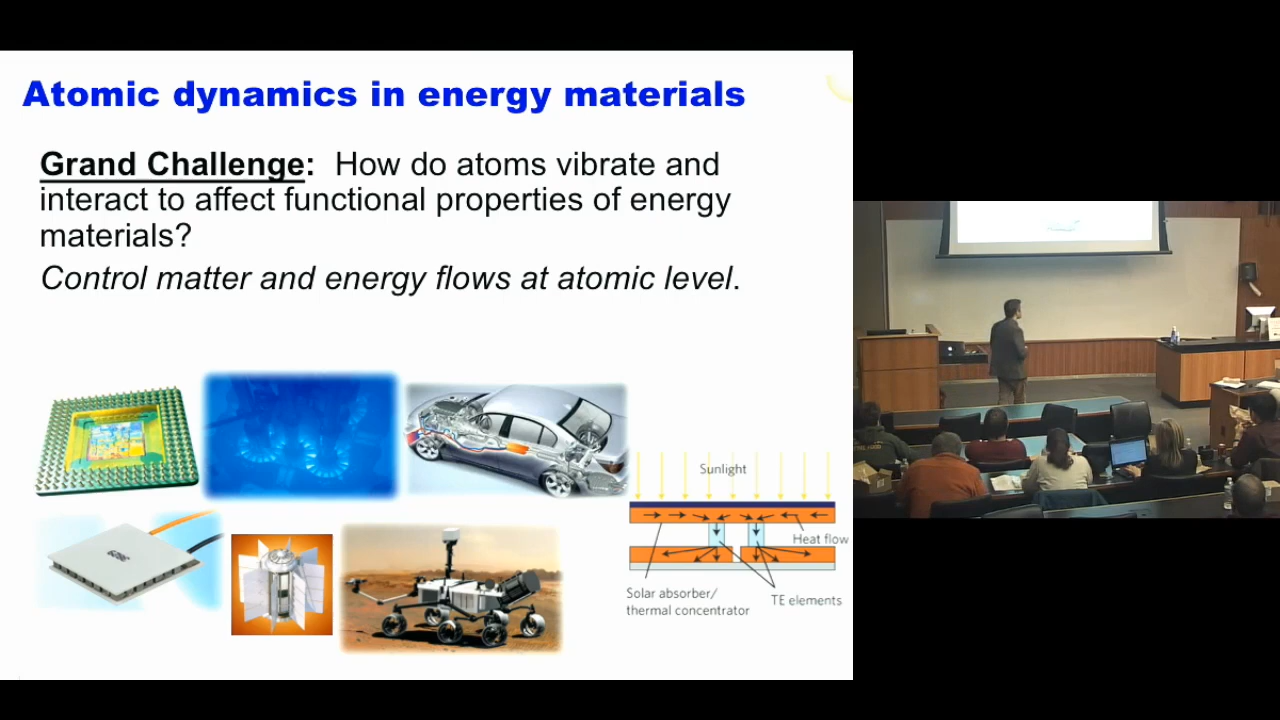 Atomic dynamics in energy materials
Grand Challenge: How do atoms vibrate and
interact to affect functional properties of energy
materials?
Control matter and energy flows at atomic level.
Sunlight
Heat flow
Solar absorber/
thermal concentrator
TE elements